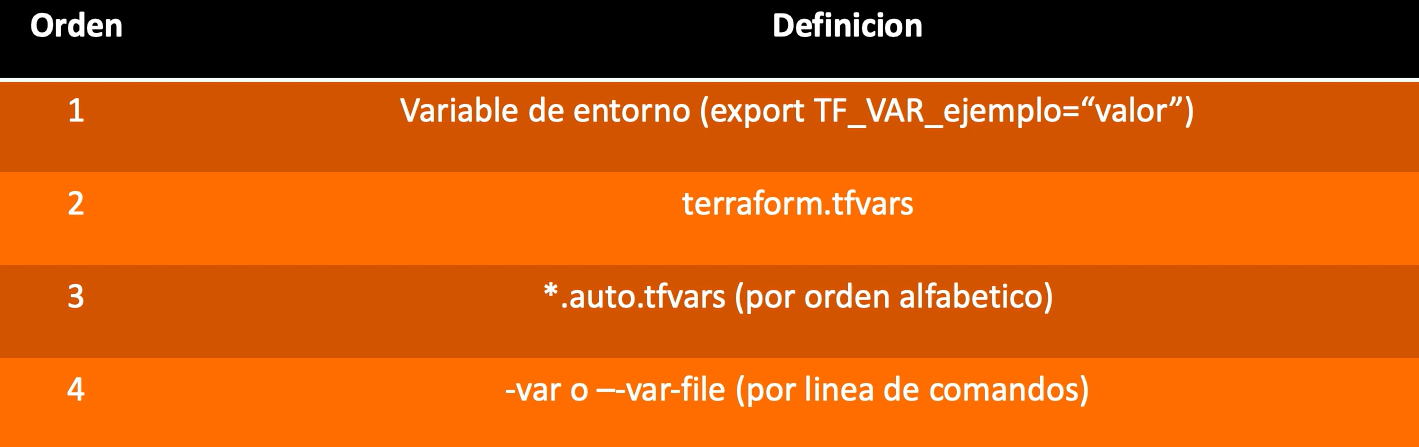 Orden Definicion
1 Variable de entorno (export TF_VAR_ejemplo=“valor”)
2 terraform.tfvars
3 *.auto.tfvars (por orden alfabetico)
4 -var o –-var-file (por linea de comandos)